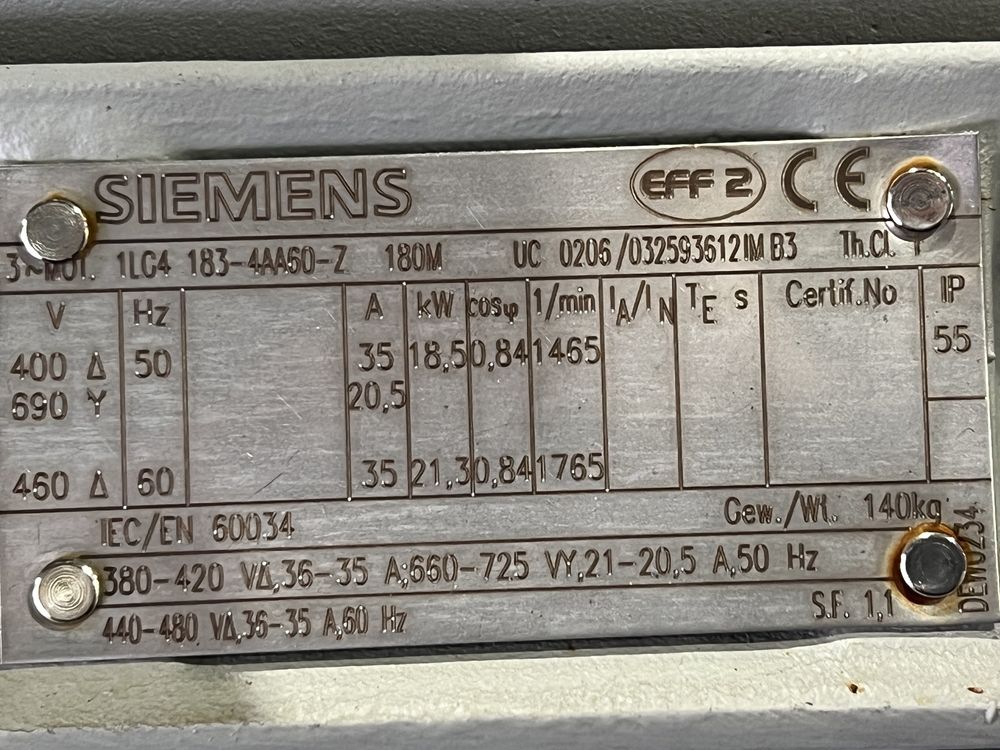 SIEMENS EFF 2 CE
3~MOT. 1LG4 183-4AA60-Z 180M UC 0206/032593612 IM B3 Th.Cl. F
V Hz A kW cosφ 1/min IA/IN TE s Certif.No IP
400 Δ 50 35 18,5 0,84 1465 55
690 Y 20,5
460 Δ 60 35 21,3 0,84 1765
IEC/EN 60034 Gew./Wt. 140kg
380-420 VΔ,36-35 A;660-725 VY,21-20,5 A,50 Hz
440-480 VΔ,36-35 A,60 Hz S.F. 1,1